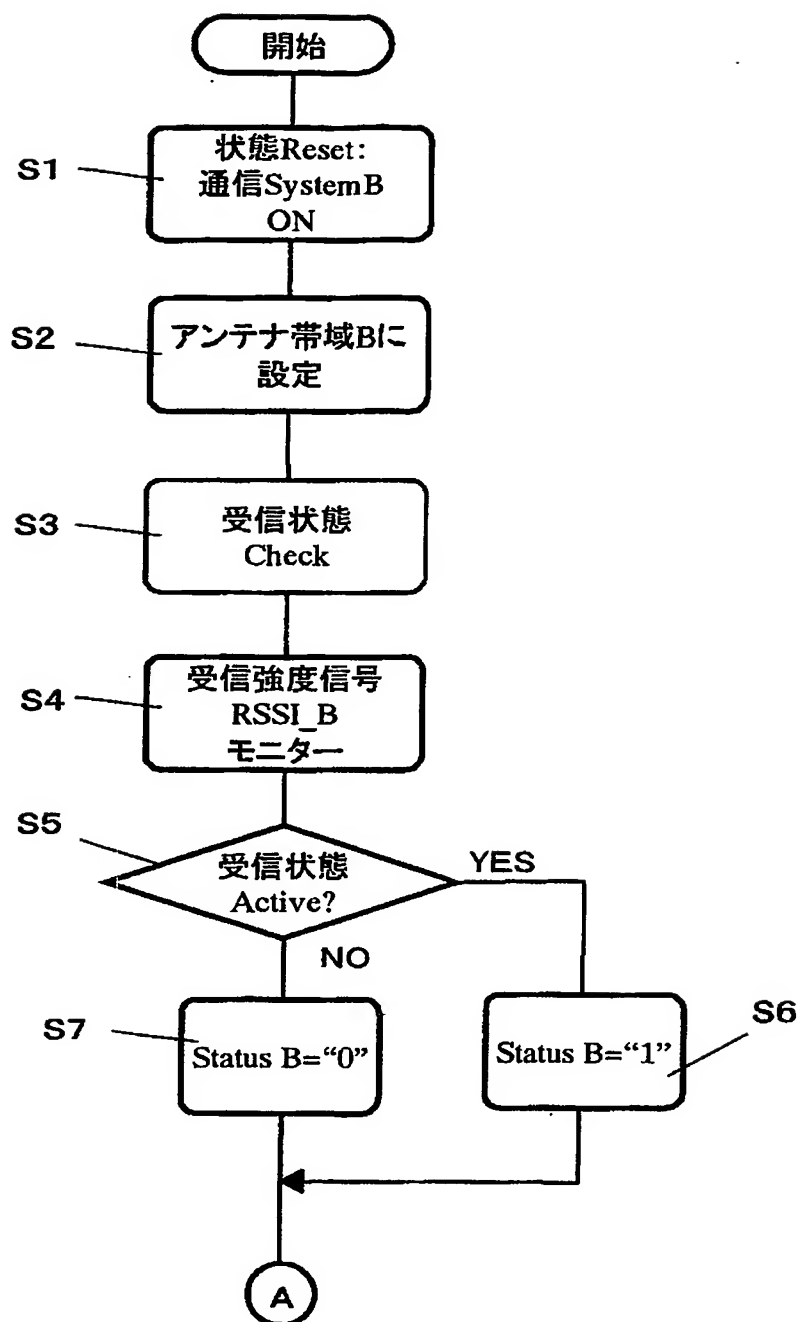 開始
S1
状態Reset:
通信SystemB
ON
S2
アンテナ帯域Bに
設定
S3
受信状態
Check
S4
受信強度信号
RSSI_B
モニター
S5
受信状態
Active?
YES
NO
S7
Status B=“0”
S6
Status B=“1”
A